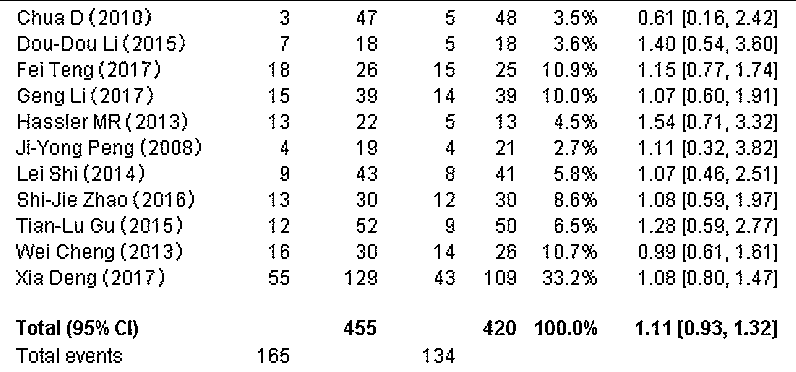 Chua D (2010) 3 47 5 48 3.5% 0.61 [0.16, 2.42]
Dou-Dou Li (2015) 7 18 5 18 3.6% 1.40 [0.54, 3.60]
Fei Teng (2017) 18 26 15 25 10.9% 1.15 [0.77, 1.74]
Geng Li (2017) 15 39 14 39 10.0% 1.07 [0.60, 1.91]
Hassler MR (2013) 13 22 5 13 4.5% 1.54 [0.71, 3.32]
Ji-Yong Peng (2008) 4 19 4 21 2.7% 1.11 [0.32, 3.82]
Lei Shi (2014) 9 43 8 41 5.8% 1.07 [0.46, 2.51]
Shi-Jie Zhao (2016) 13 30 12 30 8.6% 1.08 [0.59, 1.97]
Tian-Lu Gu (2015) 12 52 9 50 6.5% 1.28 [0.59, 2.77]
Wei Cheng (2013) 16 30 14 26 10.7% 0.99 [0.61, 1.61]
Xia Deng (2017) 55 129 43 109 33.2% 1.08 [0.80, 1.47]
Total (95% CI) 455 420 100.0% 1.11 [0.93, 1.32]
Total events 165 134